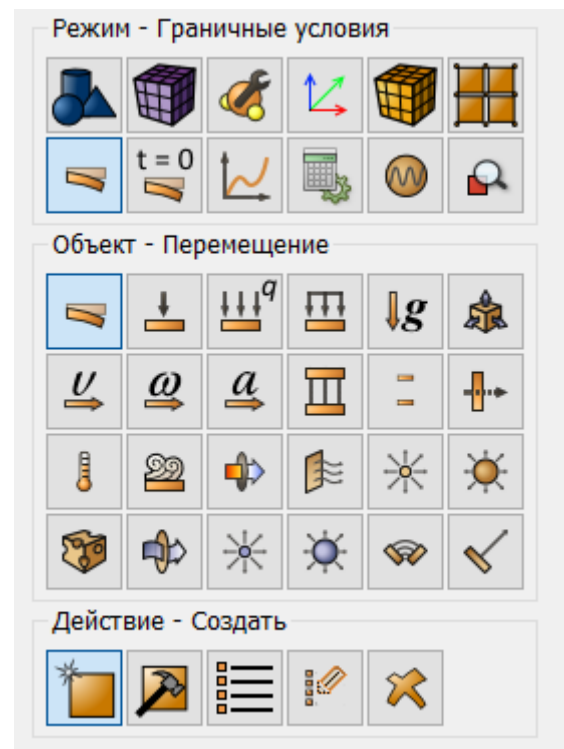 Режим - Граничные условия
t = 0
Объект - Перемещение
q
g
υ
ω
a
Действие - Создать